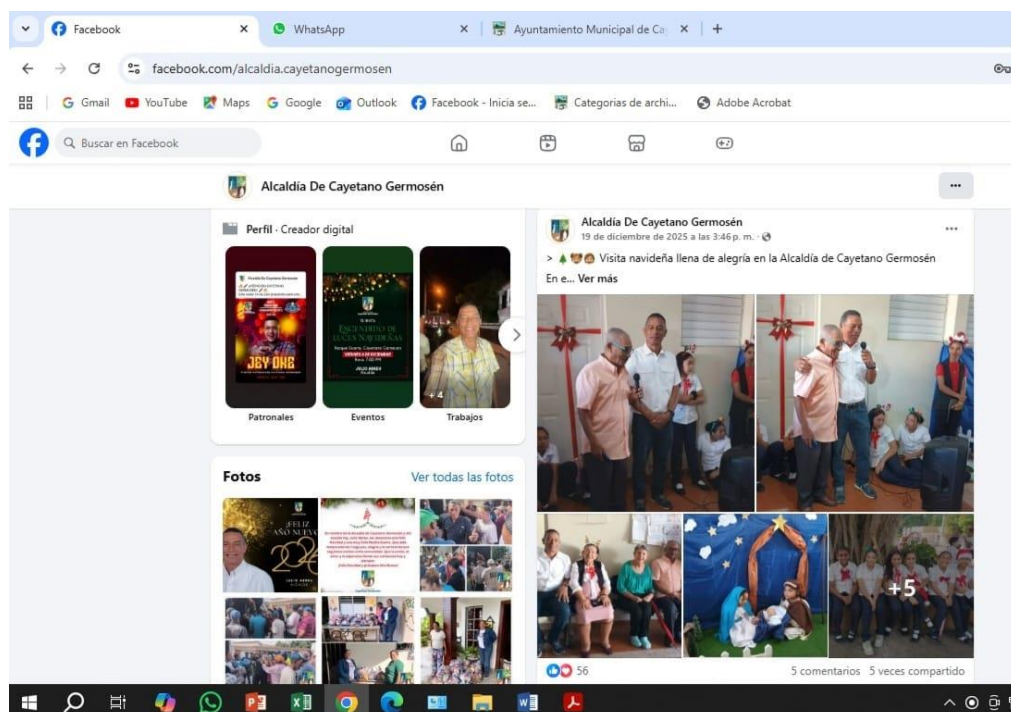 Facebook
WhatsApp
Ayuntamiento Municipal de Ca
facebook.com/alcaldia.cayetanogermosen
Gmail
YouTube
Maps
Google
Outlook
Facebook - Inicia se...
Categorias de archi...
Adobe Acrobat
Buscar en Facebook
Alcaldía De Cayetano Germosén
Perfil · Creador digital
JEY ONE
ENCENDIDO DE
LUCES NAVIDEÑAS
+4
Patronales
Eventos
Trabajos
Fotos
Ver todas las fotos
¡FELIZ
AÑO NUEVO
Alcaldía De Cayetano Germosén
19 de diciembre de 2025 a las 3:46 p. m. ·
> 🎄 Visita navideña llena de alegría en la Alcaldía de Cayetano Germosén
En e... Ver más
+5
56
5 comentarios
5 veces compartido